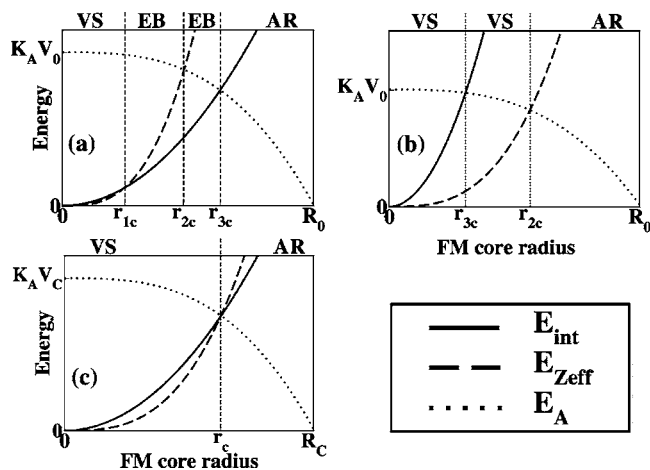 VS EB EB AR
K_A V_0
Energy
(a)
0 r_1c r_2c r_3c R_0
VS VS AR
K_A V_0
(b)
0 r_3c r_2c R_0
FM core radius
VS AR
K_A V_C
Energy
(c)
0 r_c R_C
FM core radius
E_int
E_Zeff
E_A
0
0
0